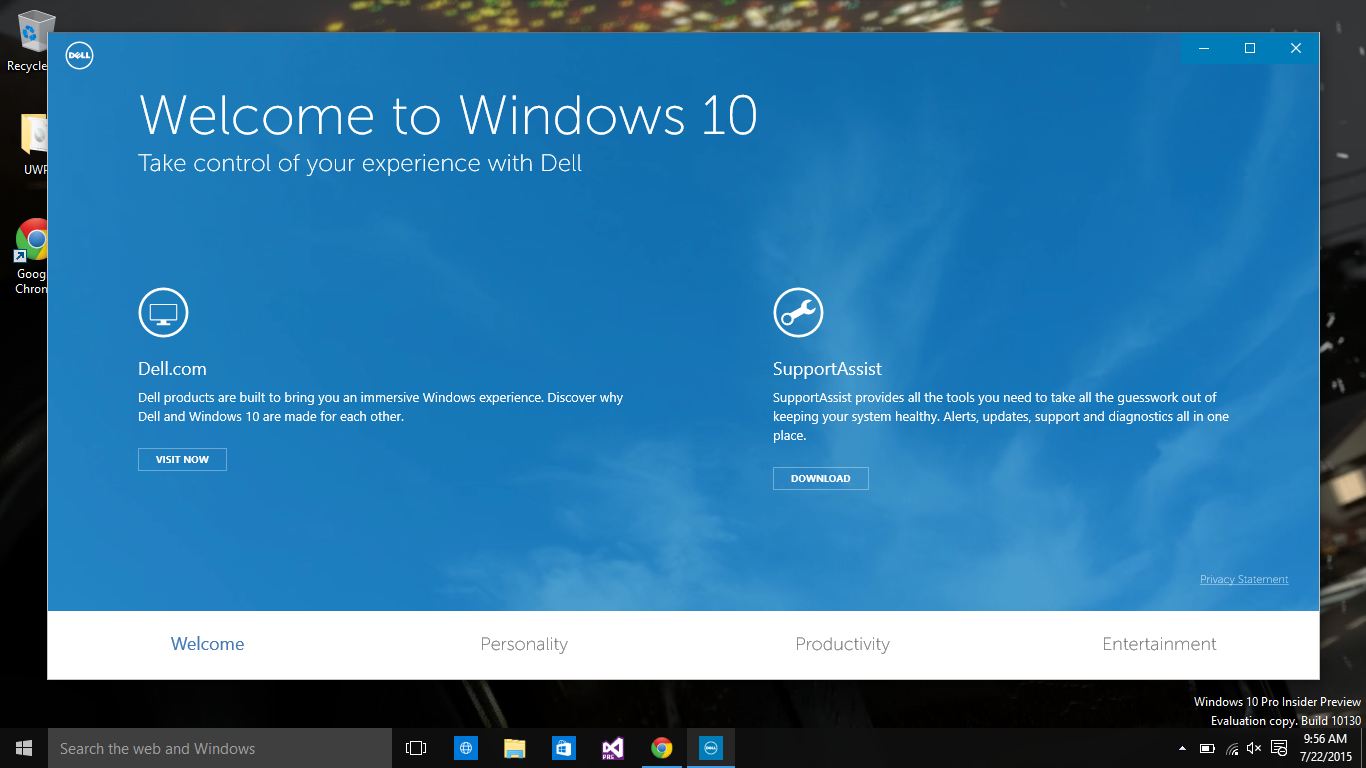 DELL
Welcome to Windows 10
Take control of your experience with Dell
Dell.com
Dell products are built to bring you an immersive Windows experience. Discover why
Dell and Windows 10 are made for each other.
VISIT NOW
SupportAssist
SupportAssist provides all the tools you need to take all the guesswork out of
keeping your system healthy. Alerts, updates, support and diagnostics all in one
place.
DOWNLOAD
Privacy Statement
Welcome
Personality
Productivity
Entertainment
Recycle
UWP
Goog
Chron
Windows 10 Pro Insider Preview
Evaluation copy. Build 10130
Search the web and Windows
PRE
DELL
9:56 AM
7/22/2015